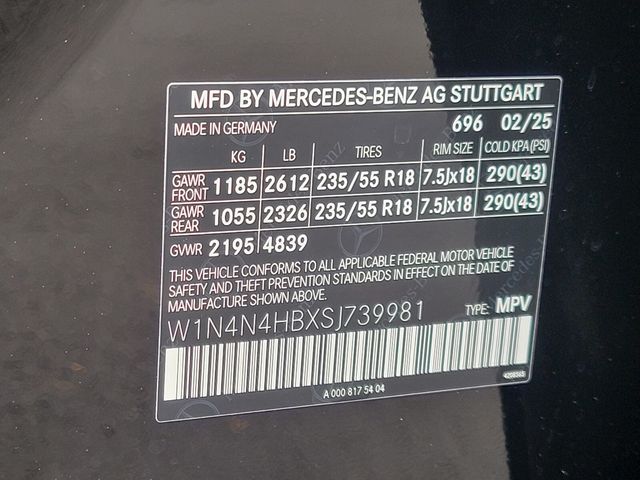 MFD BY MERCEDES-BENZ AG STUTTGART
MADE IN GERMANY 696 02/25
KG LB TIRES RIM SIZE COLD KPA(PSI)
GAWR FRONT 1185 2612 235/55 R18 7.5Jx18 290(43)
GAWR REAR 1055 2326 235/55 R18 7.5Jx18 290(43)
GVWR 2195 4839
THIS VEHICLE CONFORMS TO ALL APPLICABLE FEDERAL MOTOR VEHICLE
SAFETY AND THEFT PREVENTION STANDARDS IN EFFECT ON THE DATE OF
MANUFACTURE SHOWN ABOVE.
W1N4N4HBXSJ739981 TYPE: MPV
A 000 817 54 04